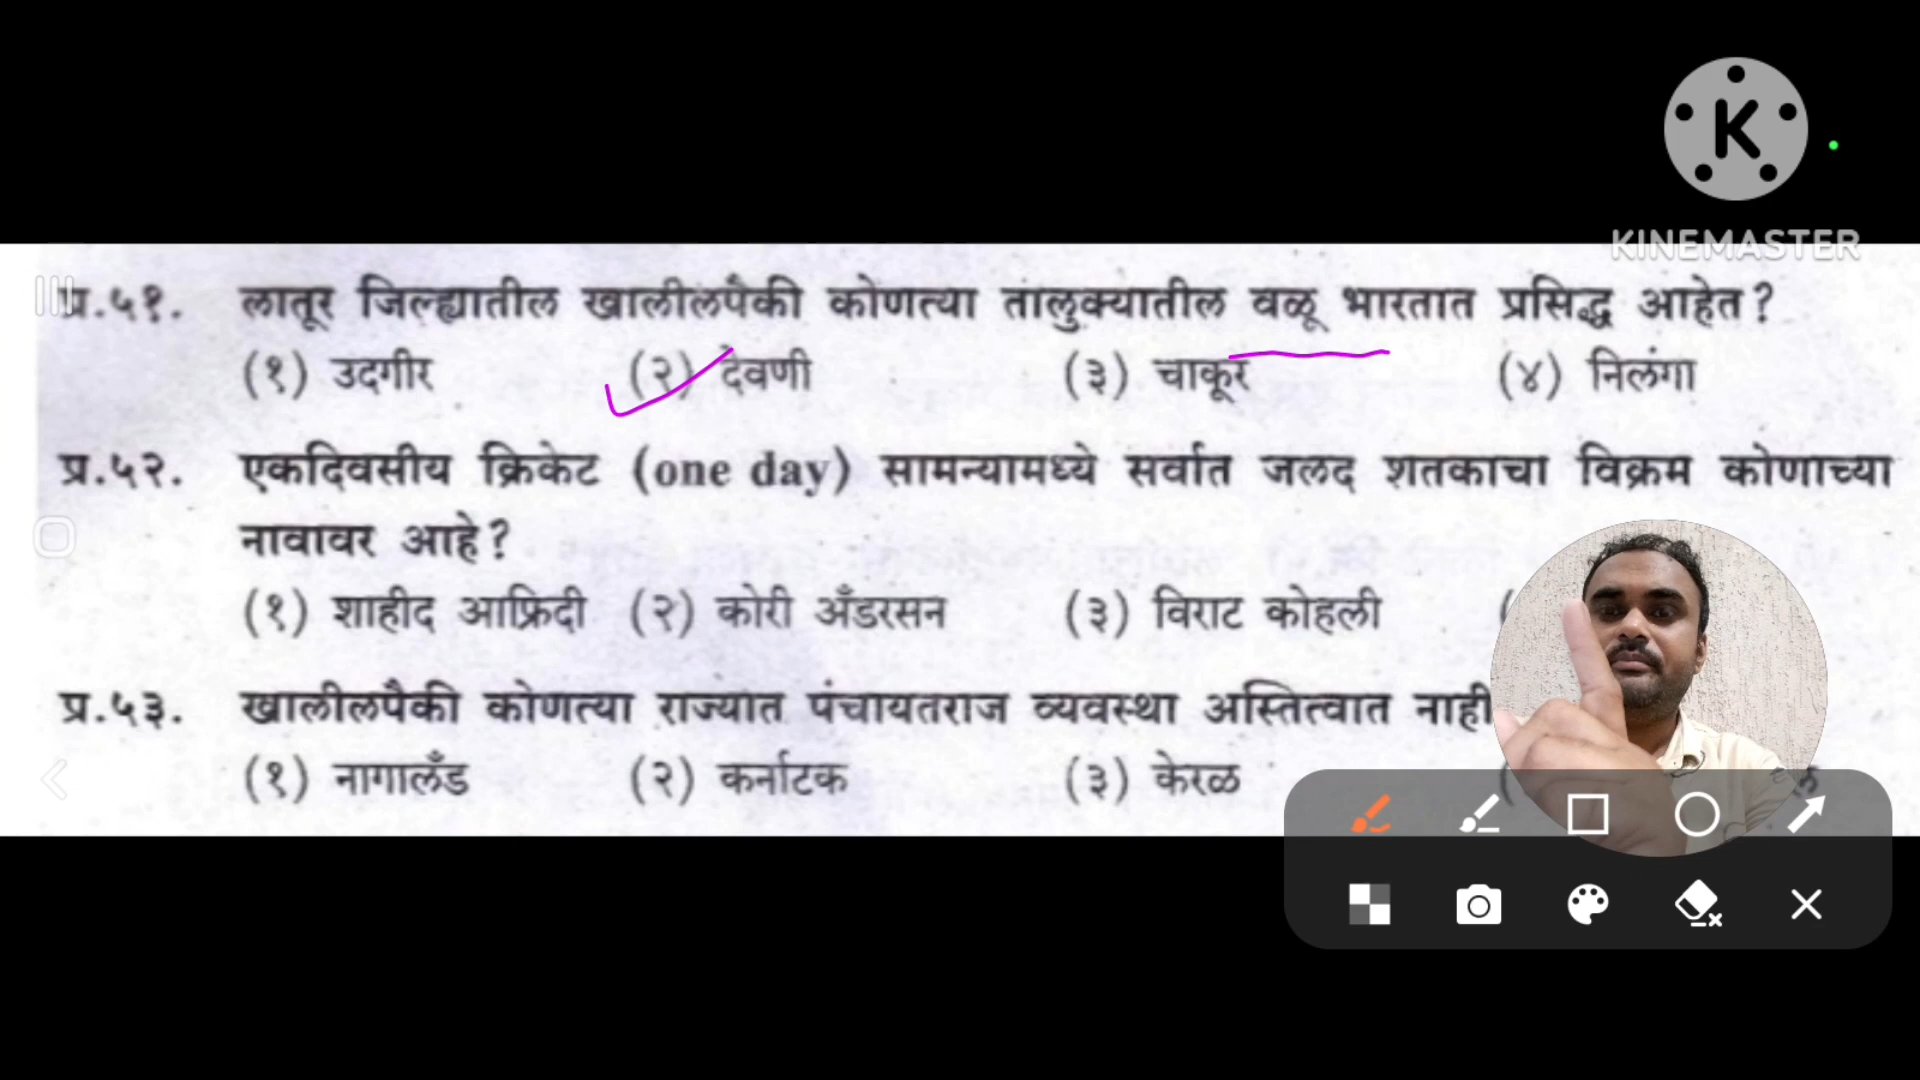 K
KINEMASTER
प्र.५१. लातूर जिल्ह्यातील खालीलपैकी कोणत्या तालुक्यातील वळू भारतात प्रसिद्ध आहेत?
(१) उदगीर (२) देवणी (३) चाकूर (४) निलंगा
प्र.५२. एकदिवसीय क्रिकेट (one day) सामन्यामध्ये सर्वात जलद शतकाचा विक्रम कोणाच्या
नावावर आहे?
(१) शाहीद आफ्रिदी (२) कोरी अँडरसन (३) विराट कोहली
प्र.५३. खालीलपैकी कोणत्या राज्यात पंचायतराज व्यवस्था अस्तित्वात नाही
(१) नागालँड (२) कर्नाटक (३) केरळ